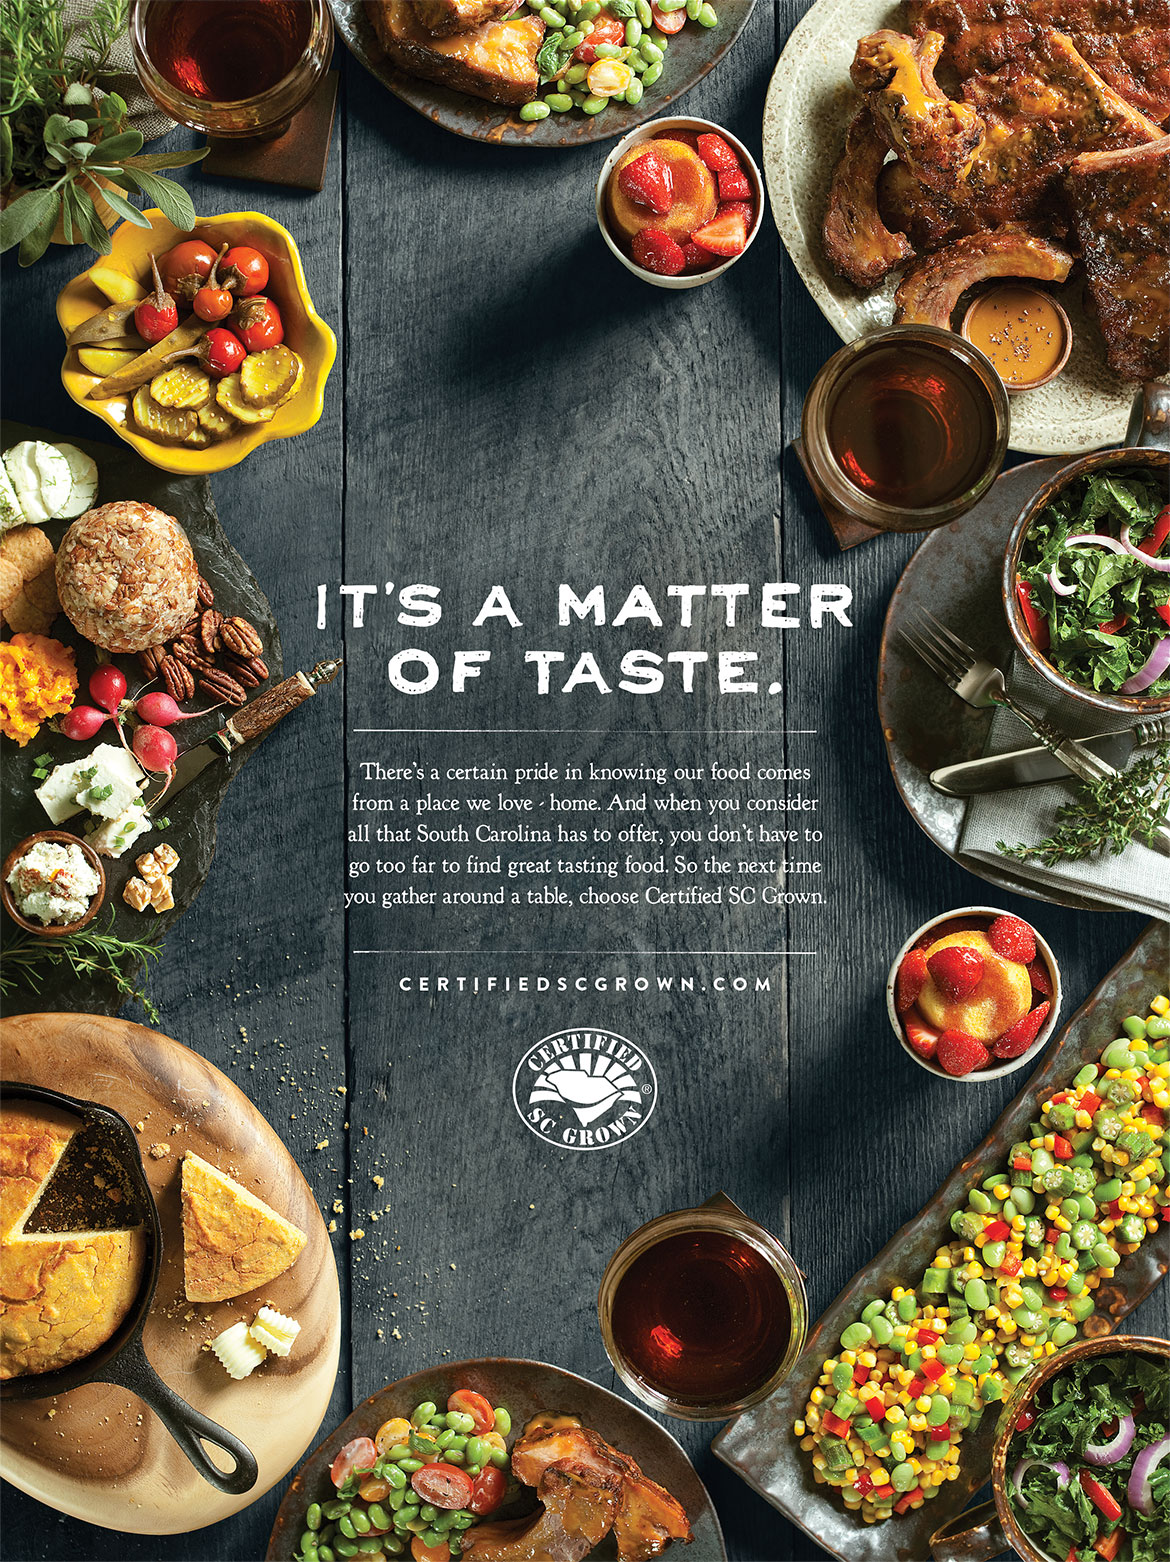 IT'S A MATTER
OF TASTE.
There's a certain pride in knowing our food comes
from a place we love - home. And when you consider
all that South Carolina has to offer, you don't have to
go too far to find great tasting food. So the next time
you gather around a table, choose Certified SC Grown.
CERTIFIEDSCGROWN.COM
CERTIFIED
SC GROWN
®